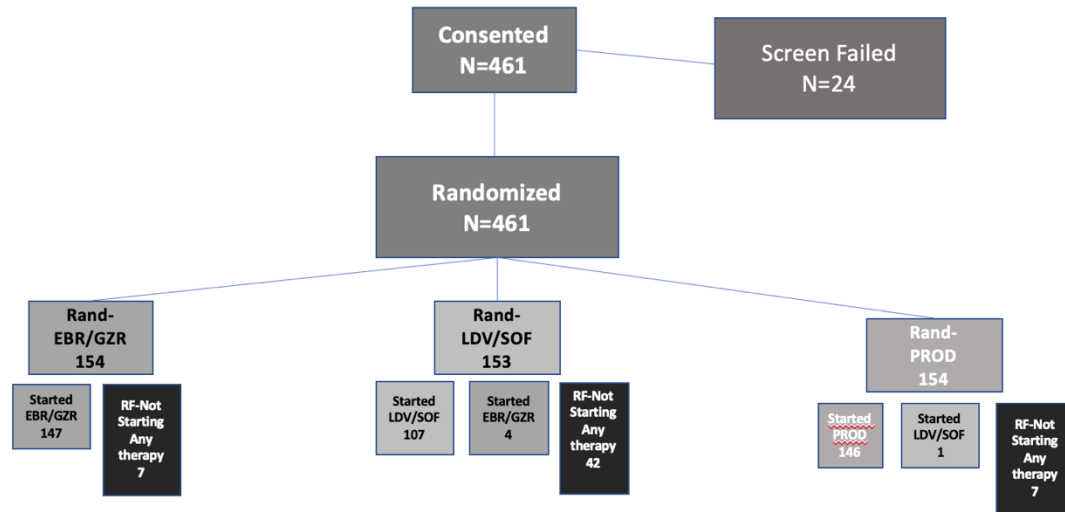 Consented
N=461
Screen Failed
N=24
Randomized
N=461
Rand-
EBR/GZR
154
Rand-
LDV/SOF
153
Rand-
PROD
154
Started
EBR/GZR
147
RF-Not
Starting
Any
therapy
7
Started
LDV/SOF
107
Started
EBR/GZR
4
RF-Not
Starting
Any
therapy
42
Started
PROD
146
Started
LDV/SOF
1
RF-Not
Starting
Any
therapy
7